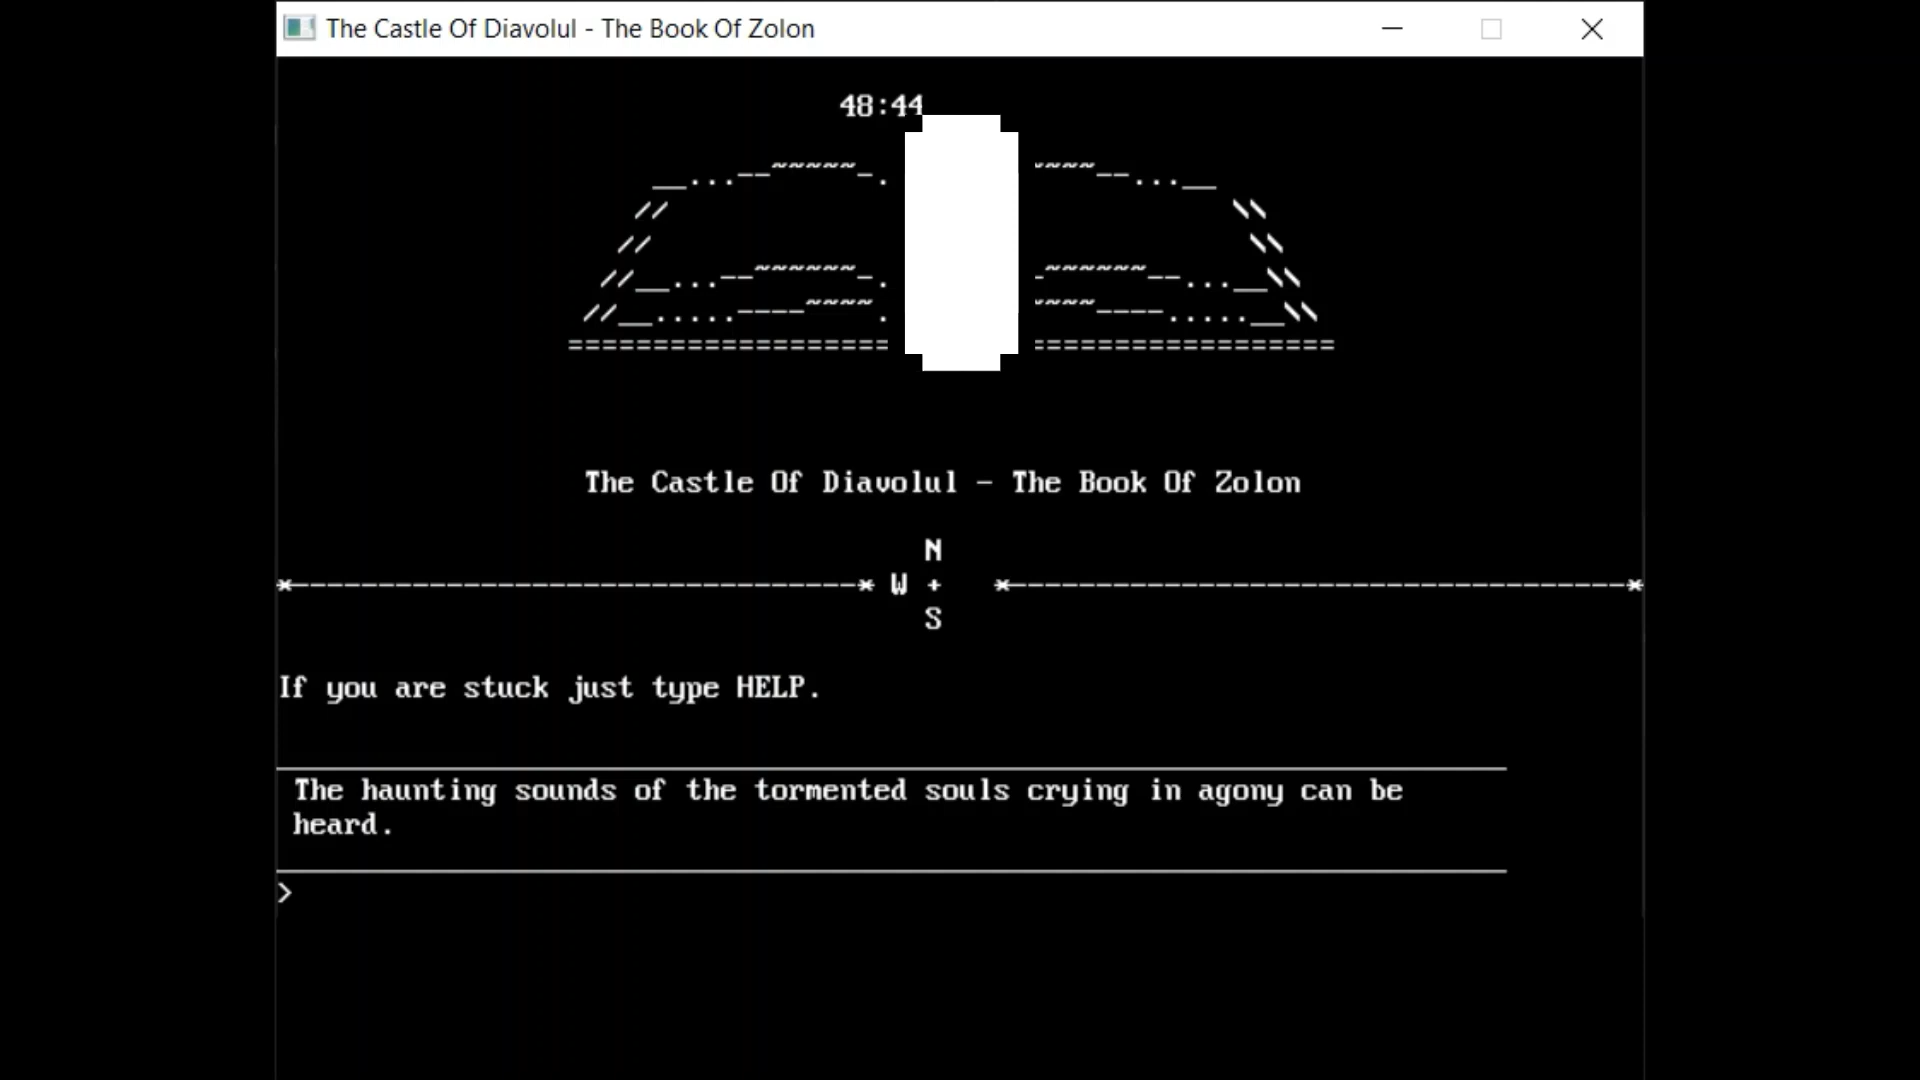 The Castle Of Diavolul - The Book Of Zolon
48:44
The Castle Of Diavolul - The Book Of Zolon
N
W + 
S
If you are stuck just type HELP.
The haunting sounds of the tormented souls crying in agony can be
heard.
>